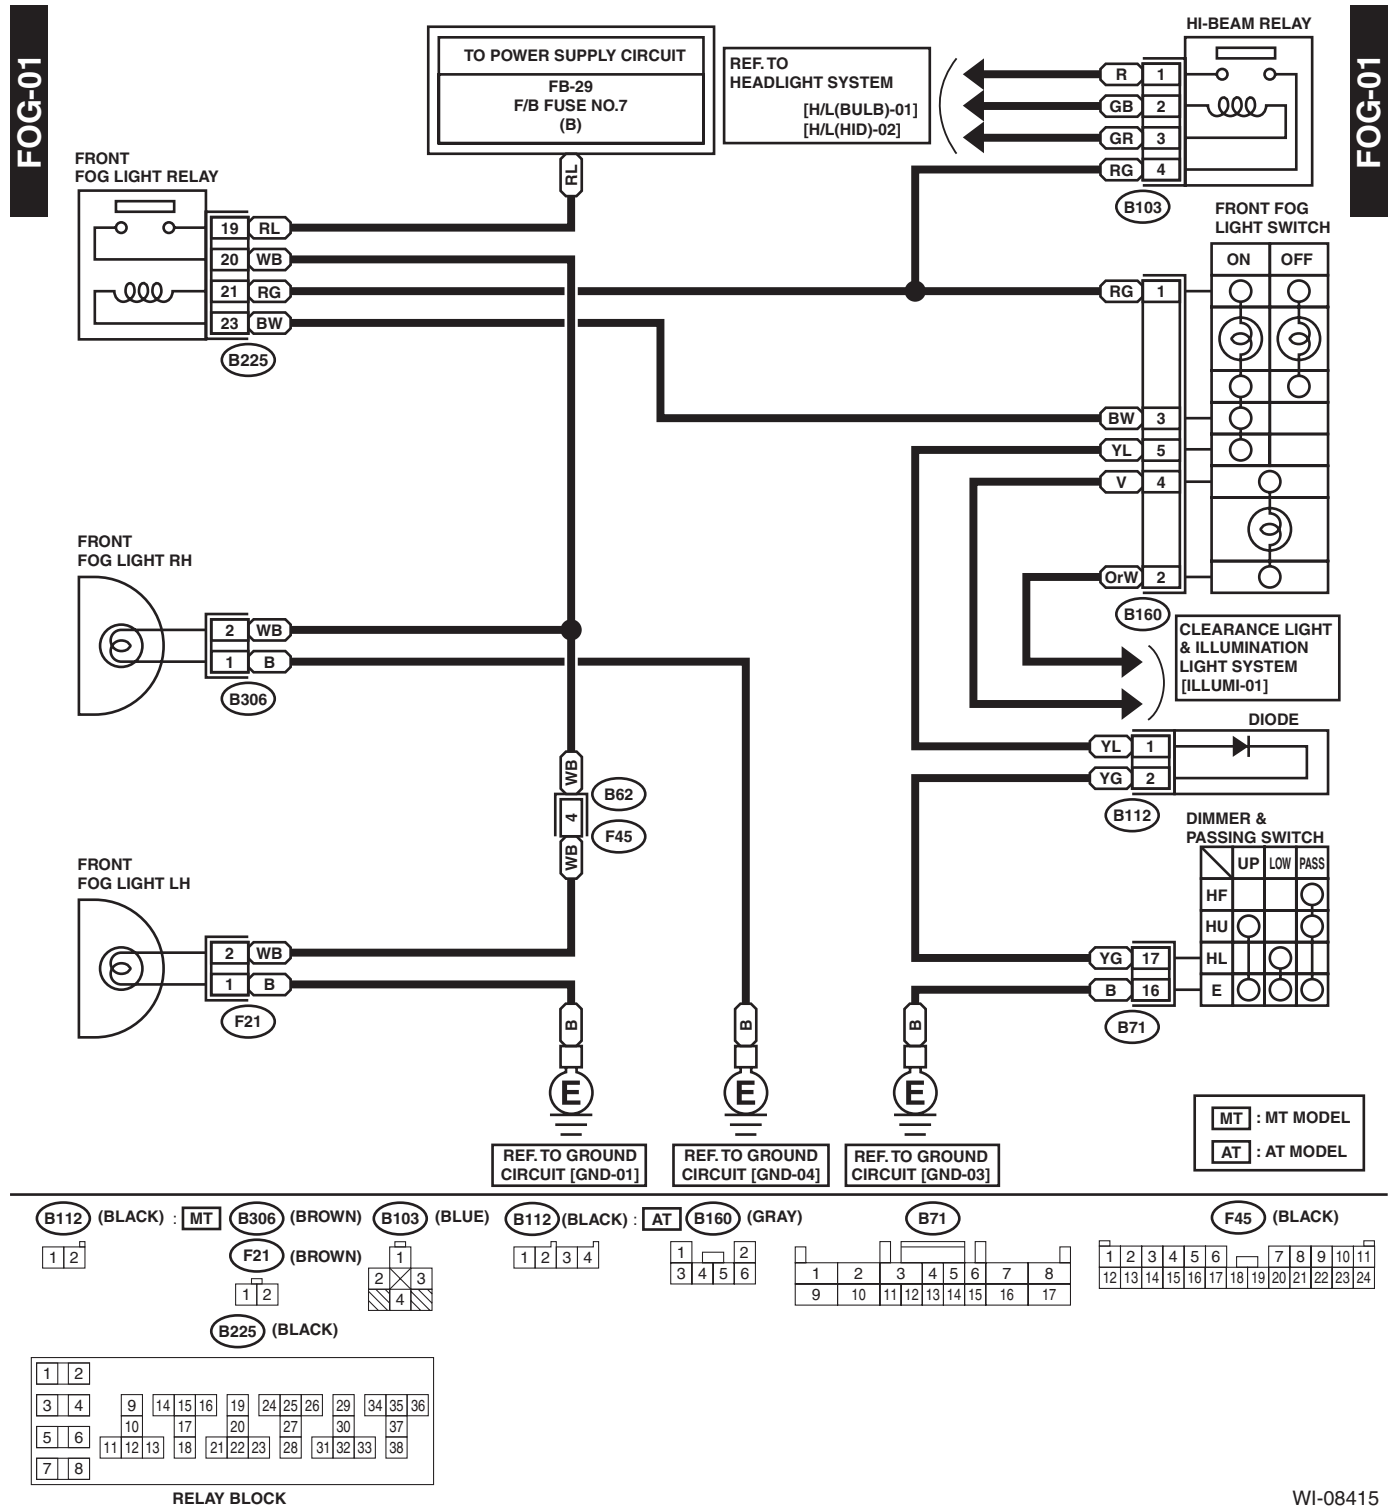 FOG-01
FOG-01
TO POWER SUPPLY CIRCUIT
FB-29
F/B FUSE NO.7
(B)
RL
REF. TO
HEADLIGHT SYSTEM
[H/L(BULB)-01]
[H/L(HID)-02]
HI-BEAM RELAY
R 1
GB 2
GR 3
RG 4
B103
FRONT
FOG LIGHT RELAY
19 RL
20 WB
21 RG
23 BW
B225
FRONT FOG
LIGHT SWITCH
ON OFF
RG 1
BW 3
YL 5
V 4
OrW 2
B160
CLEARANCE LIGHT
& ILLUMINATION
LIGHT SYSTEM
[ILLUMI-01]
FRONT
FOG LIGHT RH
2 WB
1 B
B306
DIODE
YL 1
YG 2
B112
WB
B62
4
F45
WB
FRONT
FOG LIGHT LH
2 WB
1 B
F21
DIMMER &
PASSING SWITCH
UP LOW PASS
HF
HU
HL
E
YG 17
B 16
B71
B
B
B
E
E
E
REF. TO GROUND
CIRCUIT [GND-01]
REF. TO GROUND
CIRCUIT [GND-04]
REF. TO GROUND
CIRCUIT [GND-03]
MT : MT MODEL
AT : AT MODEL
B112 (BLACK) : MT
1 2
B306 (BROWN)
F21 (BROWN)
1 2
B103 (BLUE)
1
2 3
4
B112 (BLACK) : AT
1 2 3 4
B160 (GRAY)
1 2
3 4 5 6
B71
1 2 3 4 5 6 7 8
9 10 11 12 13 14 15 16 17
F45 (BLACK)
1 2 3 4 5 6 7 8 9 10 11
12 13 14 15 16 17 18 19 20 21 22 23 24
B225 (BLACK)
1 2
3 4 9 14 15 16 19 24 25 26 29 34 35 36
10 17 20 27 30 37
5 6 11 12 13 18 21 22 23 28 31 32 33 38
7 8
RELAY BLOCK
WI-08415